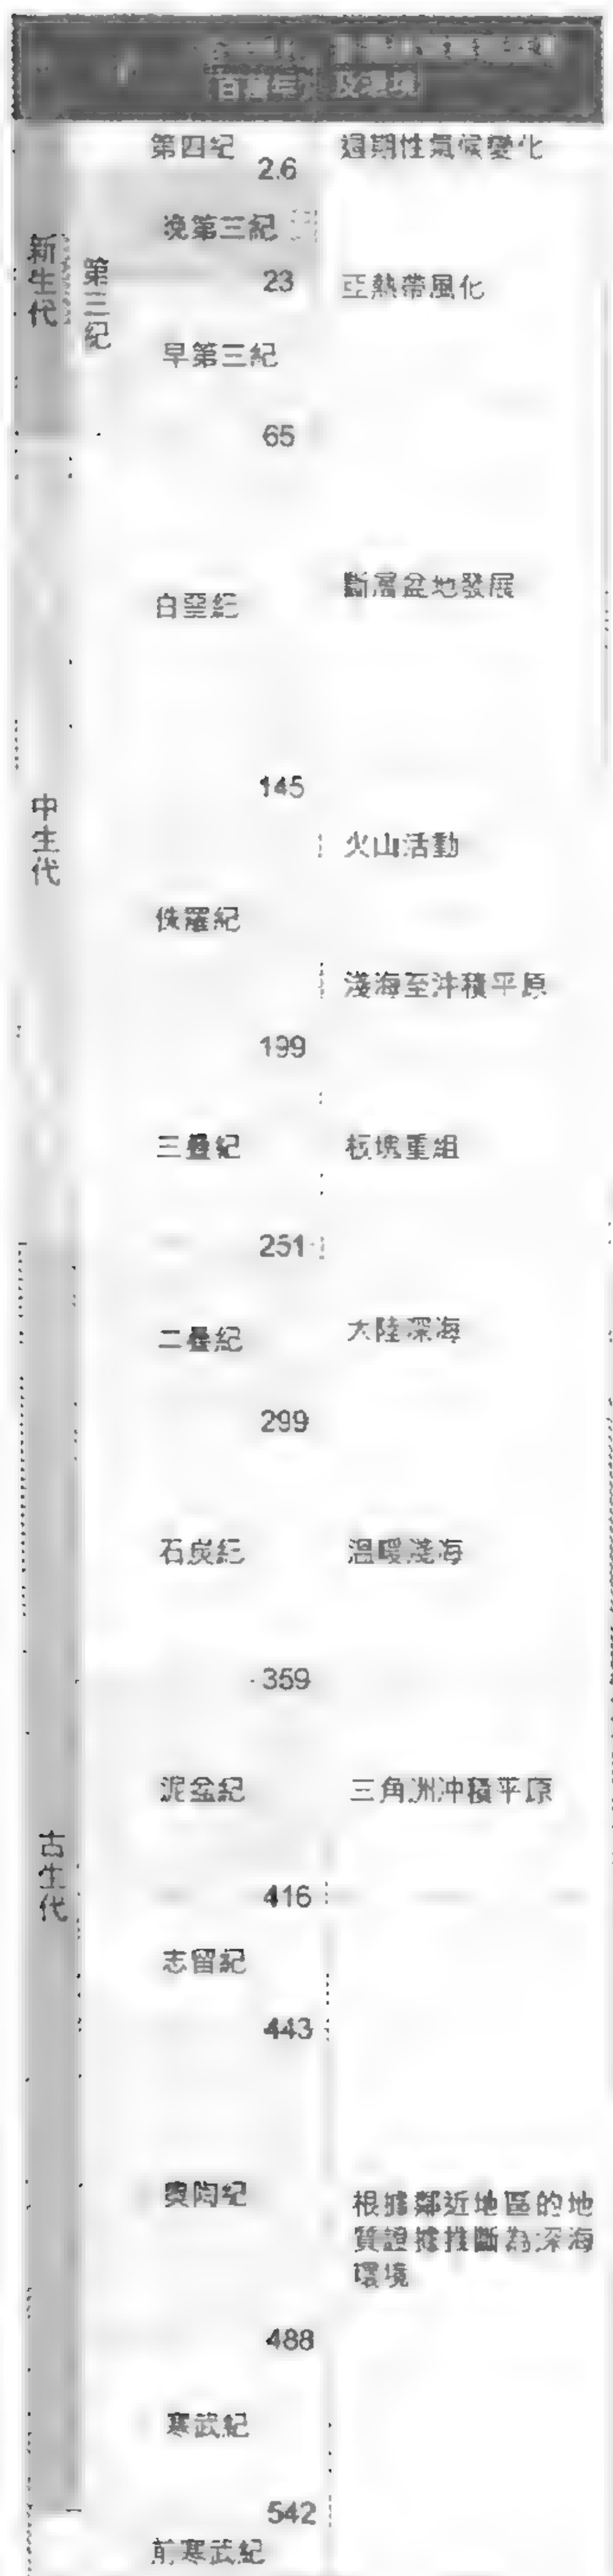 百萬年前及環境
第四紀
2.6
週期性氣候變化
晚第三紀
新生代
第三紀
23
亞熱帶風化
早第三紀
65
斷層盆地發展
白堊紀
145
中生代
火山活動
侏羅紀
淺海至沖積平原
199
三疊紀
板塊重組
251
二疊紀
大陸深海
299
石炭紀
溫暖淺海
359
泥盆紀
三角洲沖積平原
古生代
416
志留紀
443
奧陶紀
根據鄰近地區的地
質證據推斷為深海
環境
488
寒武紀
542
前寒武紀